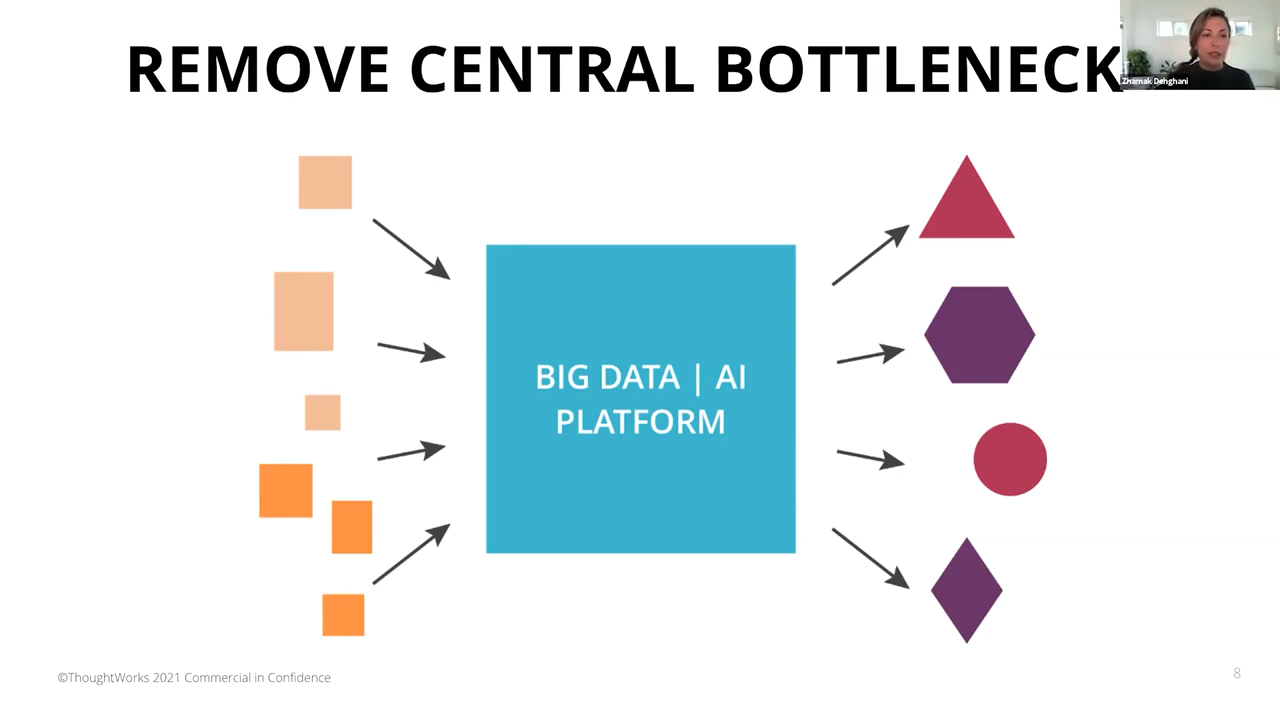 REMOVE CENTRAL BOTTLENECK
Zhamak Dehghani
BIG DATA | AI
PLATFORM
©ThoughtWorks 2021 Commercial in Confidence
8